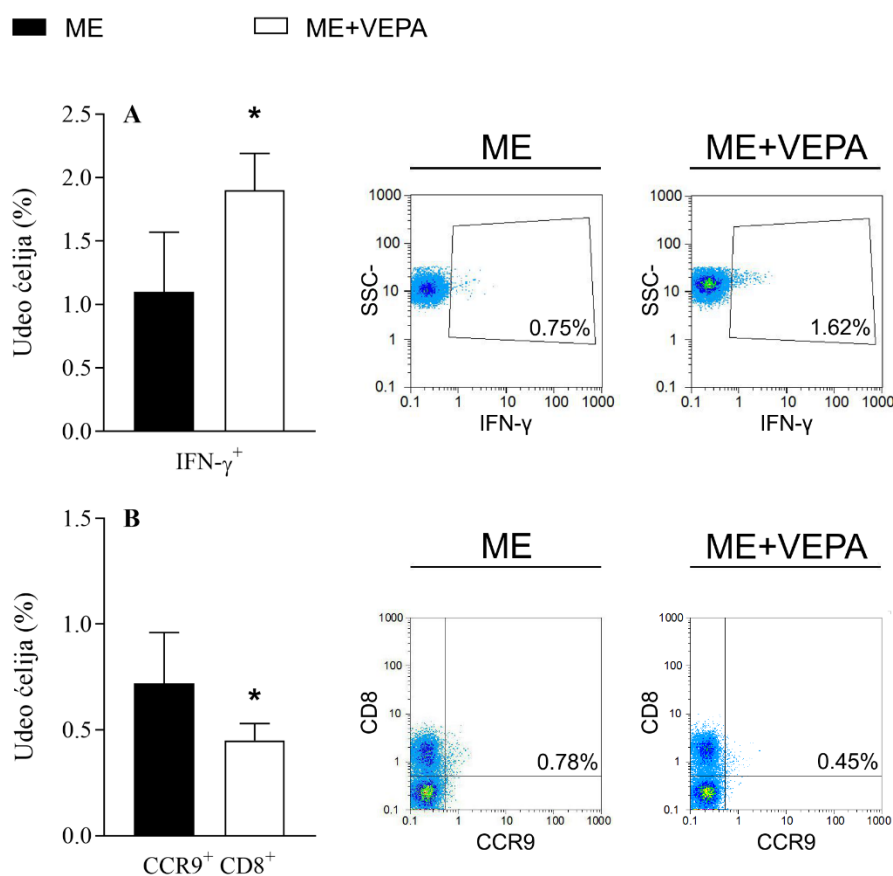 ME
ME+VEPA
A
2.5
2.0
1.5
1.0
0.5
0.0
Udeo ćelija (%)
*
IFN-γ⁺
ME
1000
100
10
1
0.1
SSC-
0.75%
0.1 1 10 100 1000
IFN-γ
ME+VEPA
1000
100
10
1
0.1
SSC-
1.62%
0.1 1 10 100 1000
IFN-γ
B
1.5
1.0
0.5
0.0
Udeo ćelija (%)
*
CCR9⁺ CD8⁺
ME
1000
100
10
1
0.1
CD8
0.78%
0.1 1 10 100 1000
CCR9
ME+VEPA
1000
100
10
1
0.1
CD8
0.45%
0.1 1 10 100 1000
CCR9